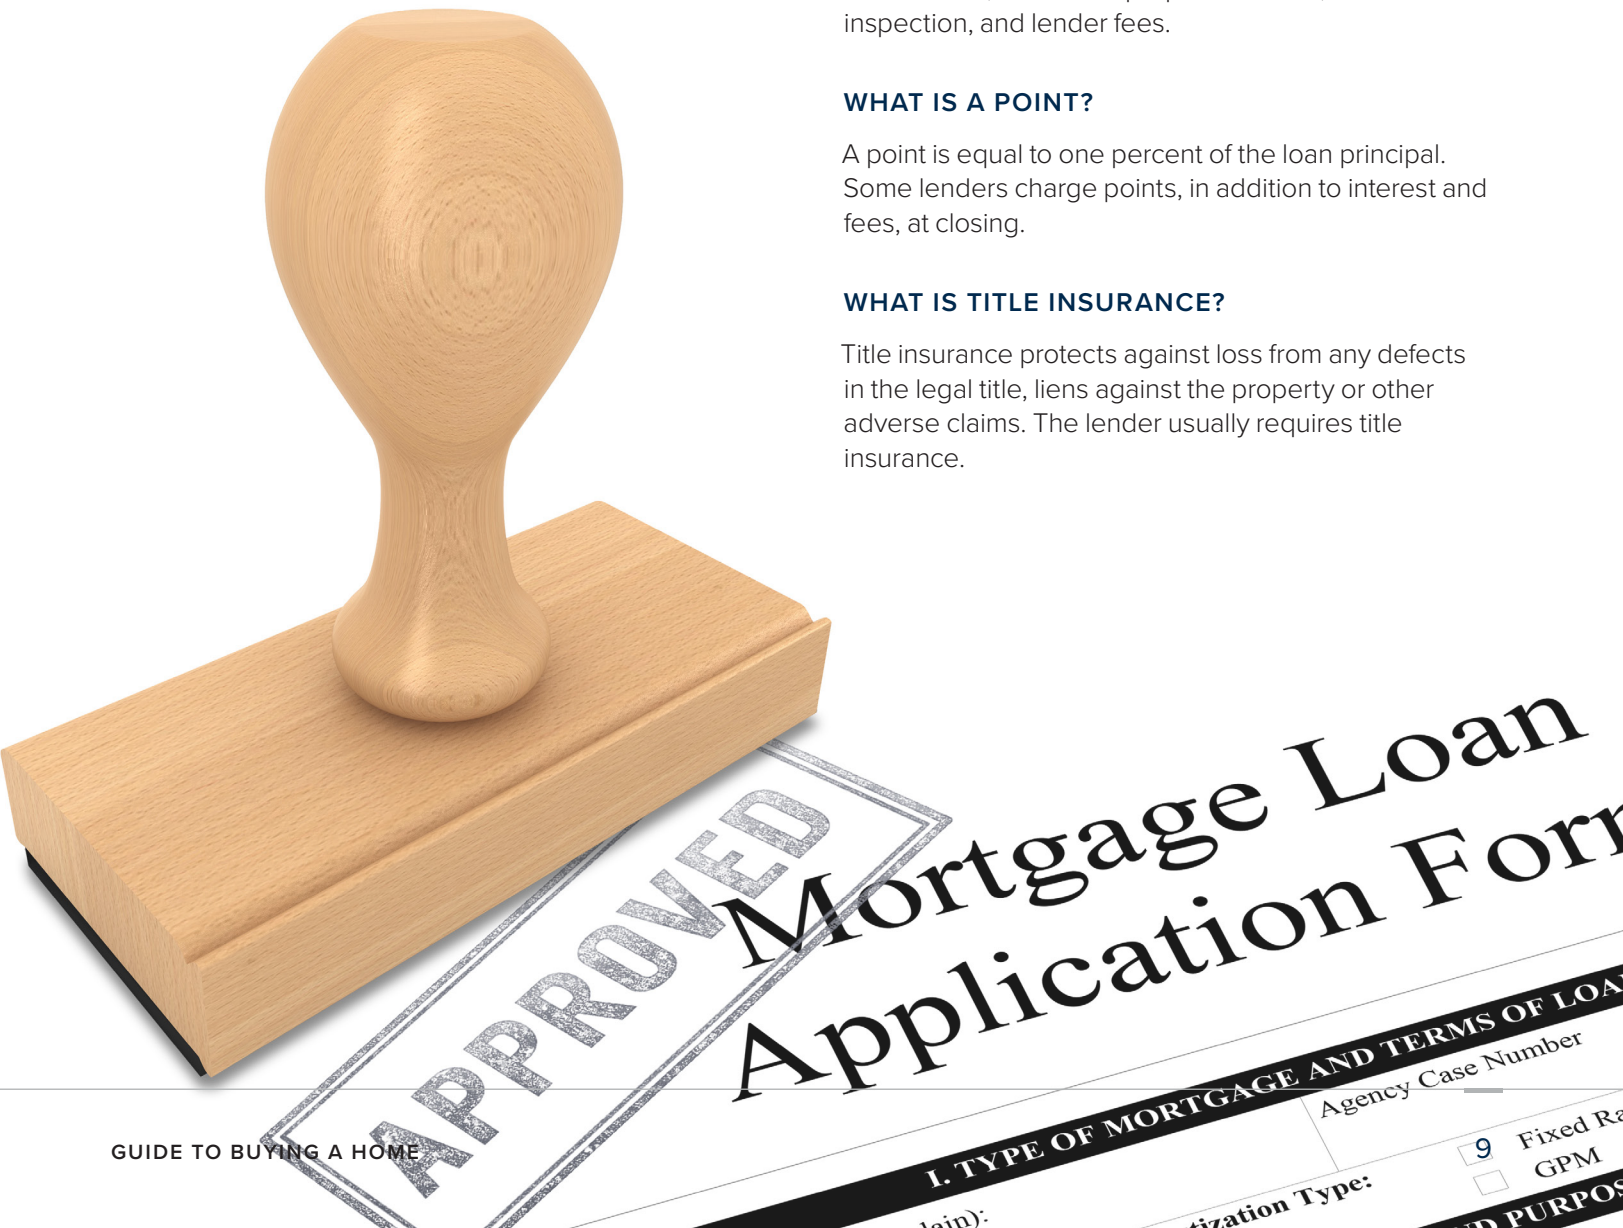 inspection, and lender fees.
WHAT IS A POINT?
A point is equal to one percent of the loan principal.
Some lenders charge points, in addition to interest and
fees, at closing.
WHAT IS TITLE INSURANCE?
Title insurance protects against loss from any defects
in the legal title, liens against the property or other
adverse claims. The lender usually requires title
insurance.
APPROVED
Mortgage Loan
Application
I. TYPE OF MORTGAGE AND TERMS OF
Agency Case Number
Fixed
GPM
Type:
GUIDE TO BUYING A HOME
9